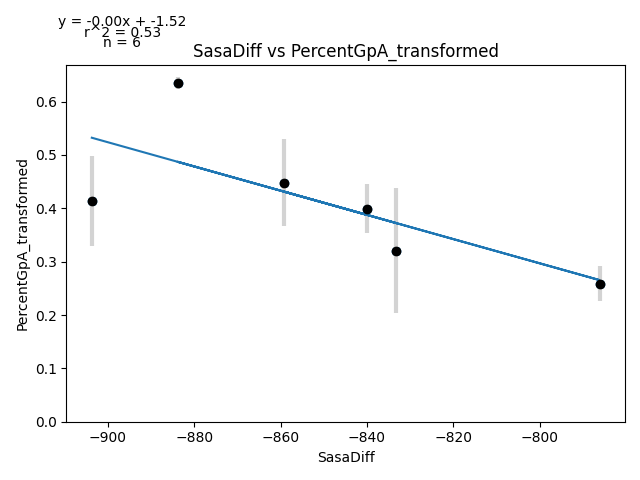 y = -0.00x + -1.52
r^2 = 0.53
n = 6
SasaDiff vs PercentGpA_transformed
PercentGpA_transformed
0.6
0.5
0.4
0.3
0.2
0.1
0.0
−900 −880 −860 −840 −820 −800
SasaDiff